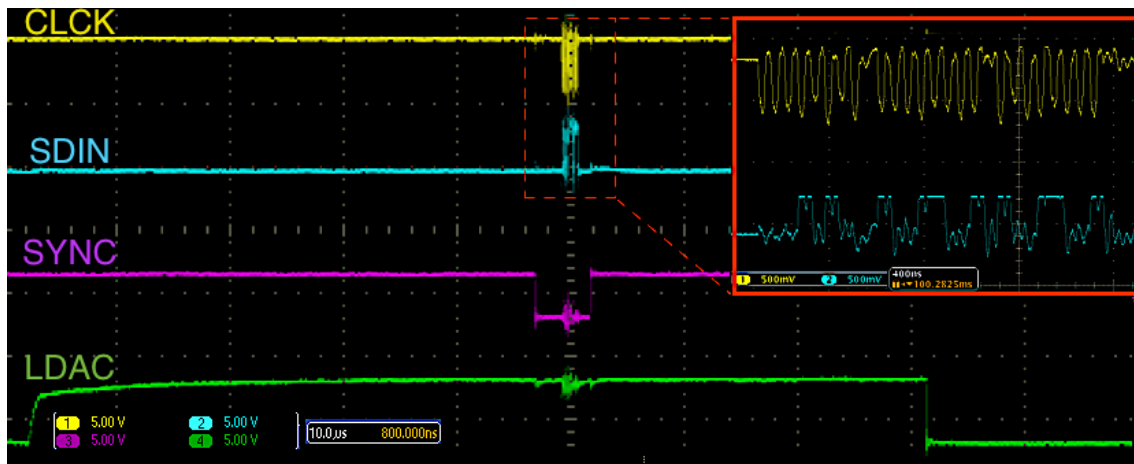 CLCK
SDIN
SYNC
LDAC
1 500mV 2 500mV 400ns
100.2825ms
1 5.00 V 2 5.00 V
3 5.00 V 4 5.00 V
10.0µs 800.000ns